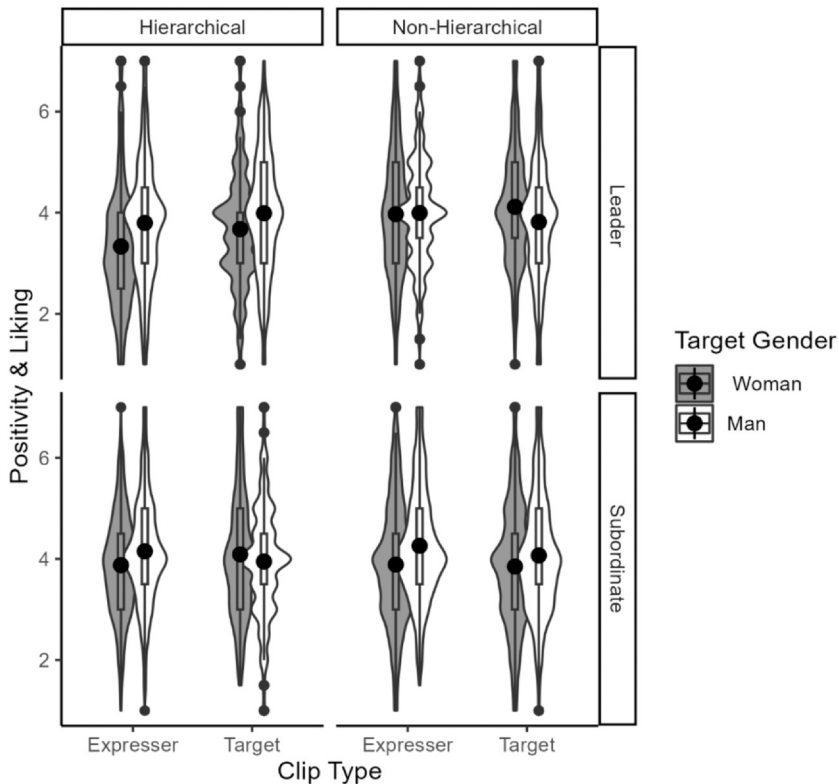 Hierarchical
Non-Hierarchical
Positivity & Liking
6
4
2
Leader
6
4
2
Subordinate
Expresser
Target
Expresser
Target
Clip Type
Target Gender
Woman
Man